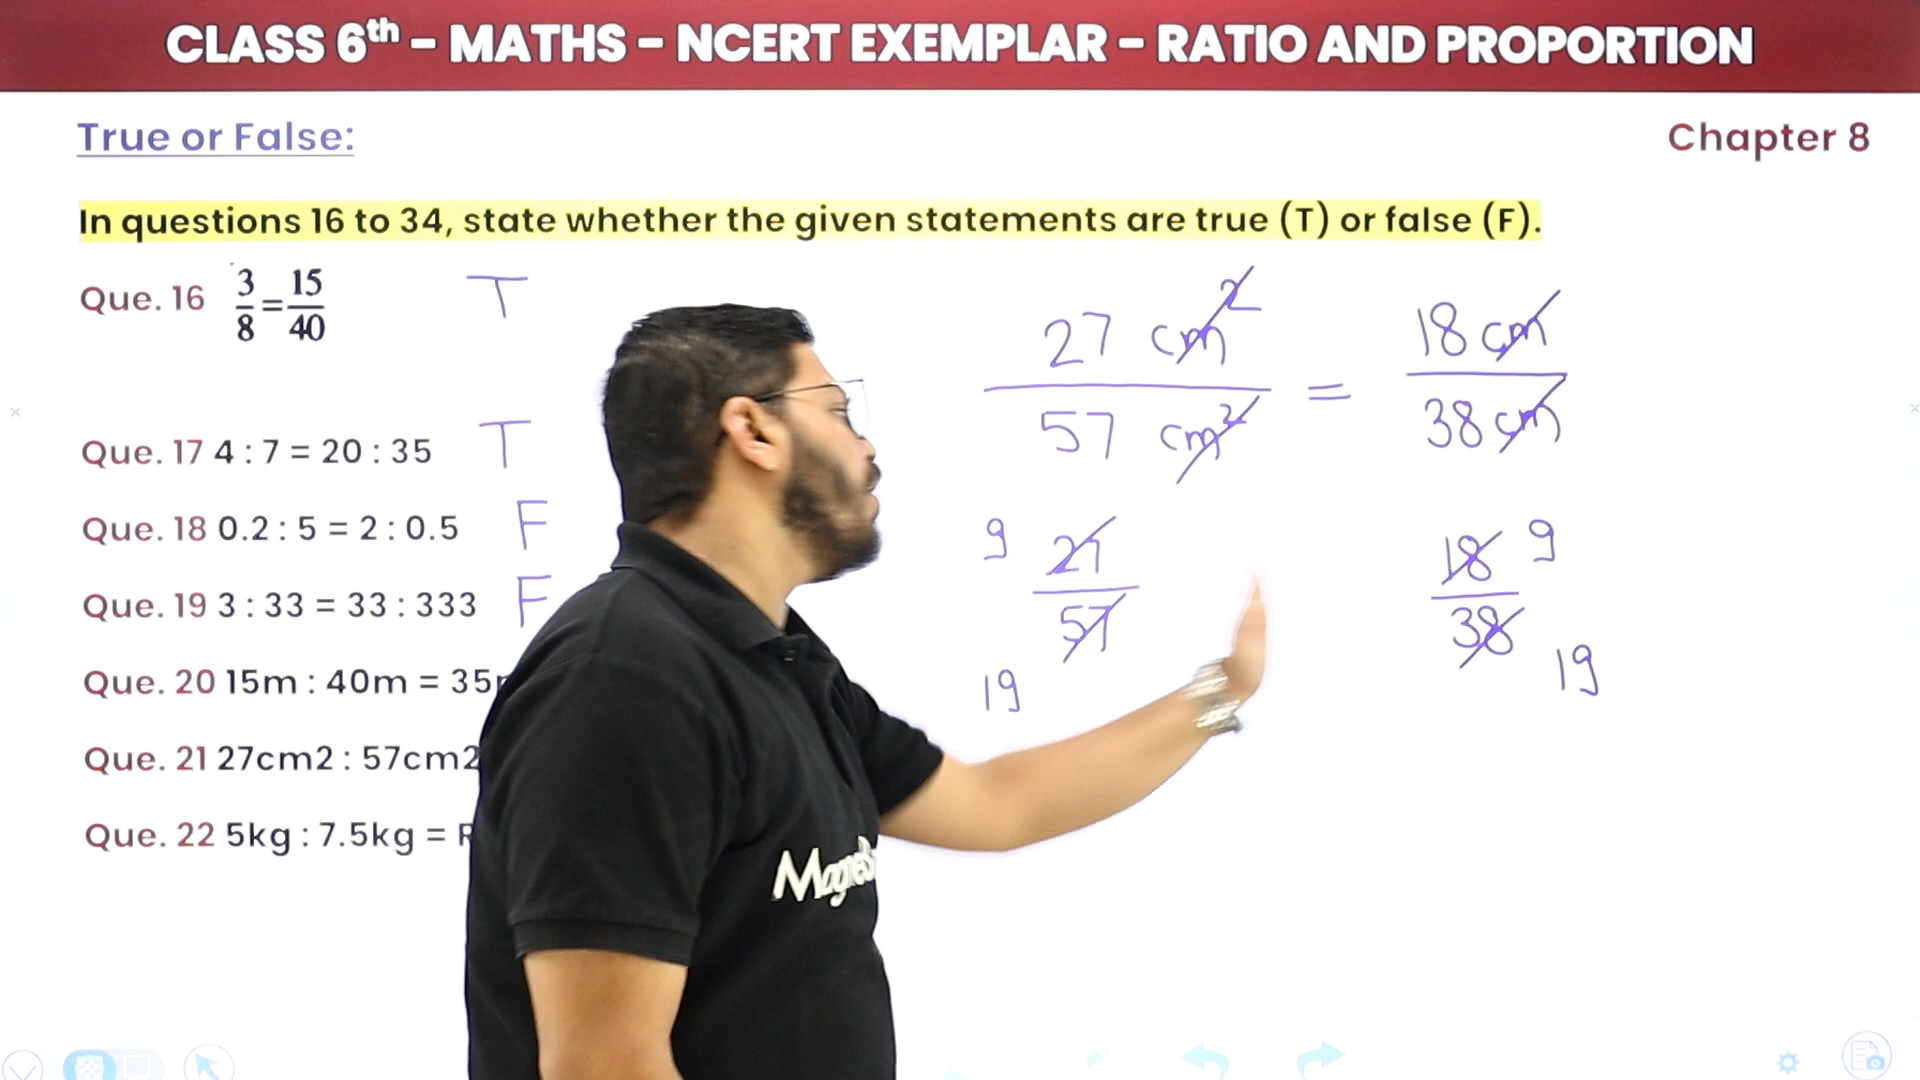 CLASS 6th – MATHS – NCERT EXEMPLAR – RATIO AND PROPORTION
True or False:
Chapter 8
In questions 16 to 34, state whether the given statements are true (T) or false (F).
Que. 16 3/8 = 15/40 T
Que. 17 4 : 7 = 20 : 35 T
Que. 18 0.2 : 5 = 2 : 0.5 F
Que. 19 3 : 33 = 33 : 333 F
Que. 20 15m : 40m = 35
Que. 21 27cm2 : 57cm2
Que. 22 5kg : 7.5kg =
27 cm² / 57 cm² = 18 cm / 38 cm
9 27/57 19
18/38 9 19